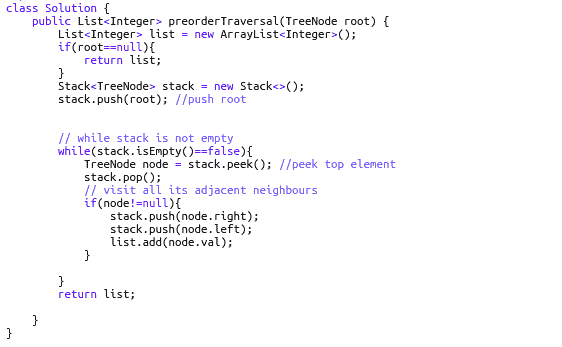 class Solution {
    public List<Integer> preorderTraversal(TreeNode root) {
        List<Integer> list = new ArrayList<Integer>();
        if(root==null){
            return list;
        }
        Stack<TreeNode> stack = new Stack<>();
        stack.push(root); //push root
        // while stack is not empty
        while(stack.isEmpty()==false){
            TreeNode node = stack.peek(); //peek top element
            stack.pop();
            // visit all its adjacent neighbours
            if(node!=null){
                stack.push(node.right);
                stack.push(node.left);
                list.add(node.val);
            }
        }
        return list;
    }
}